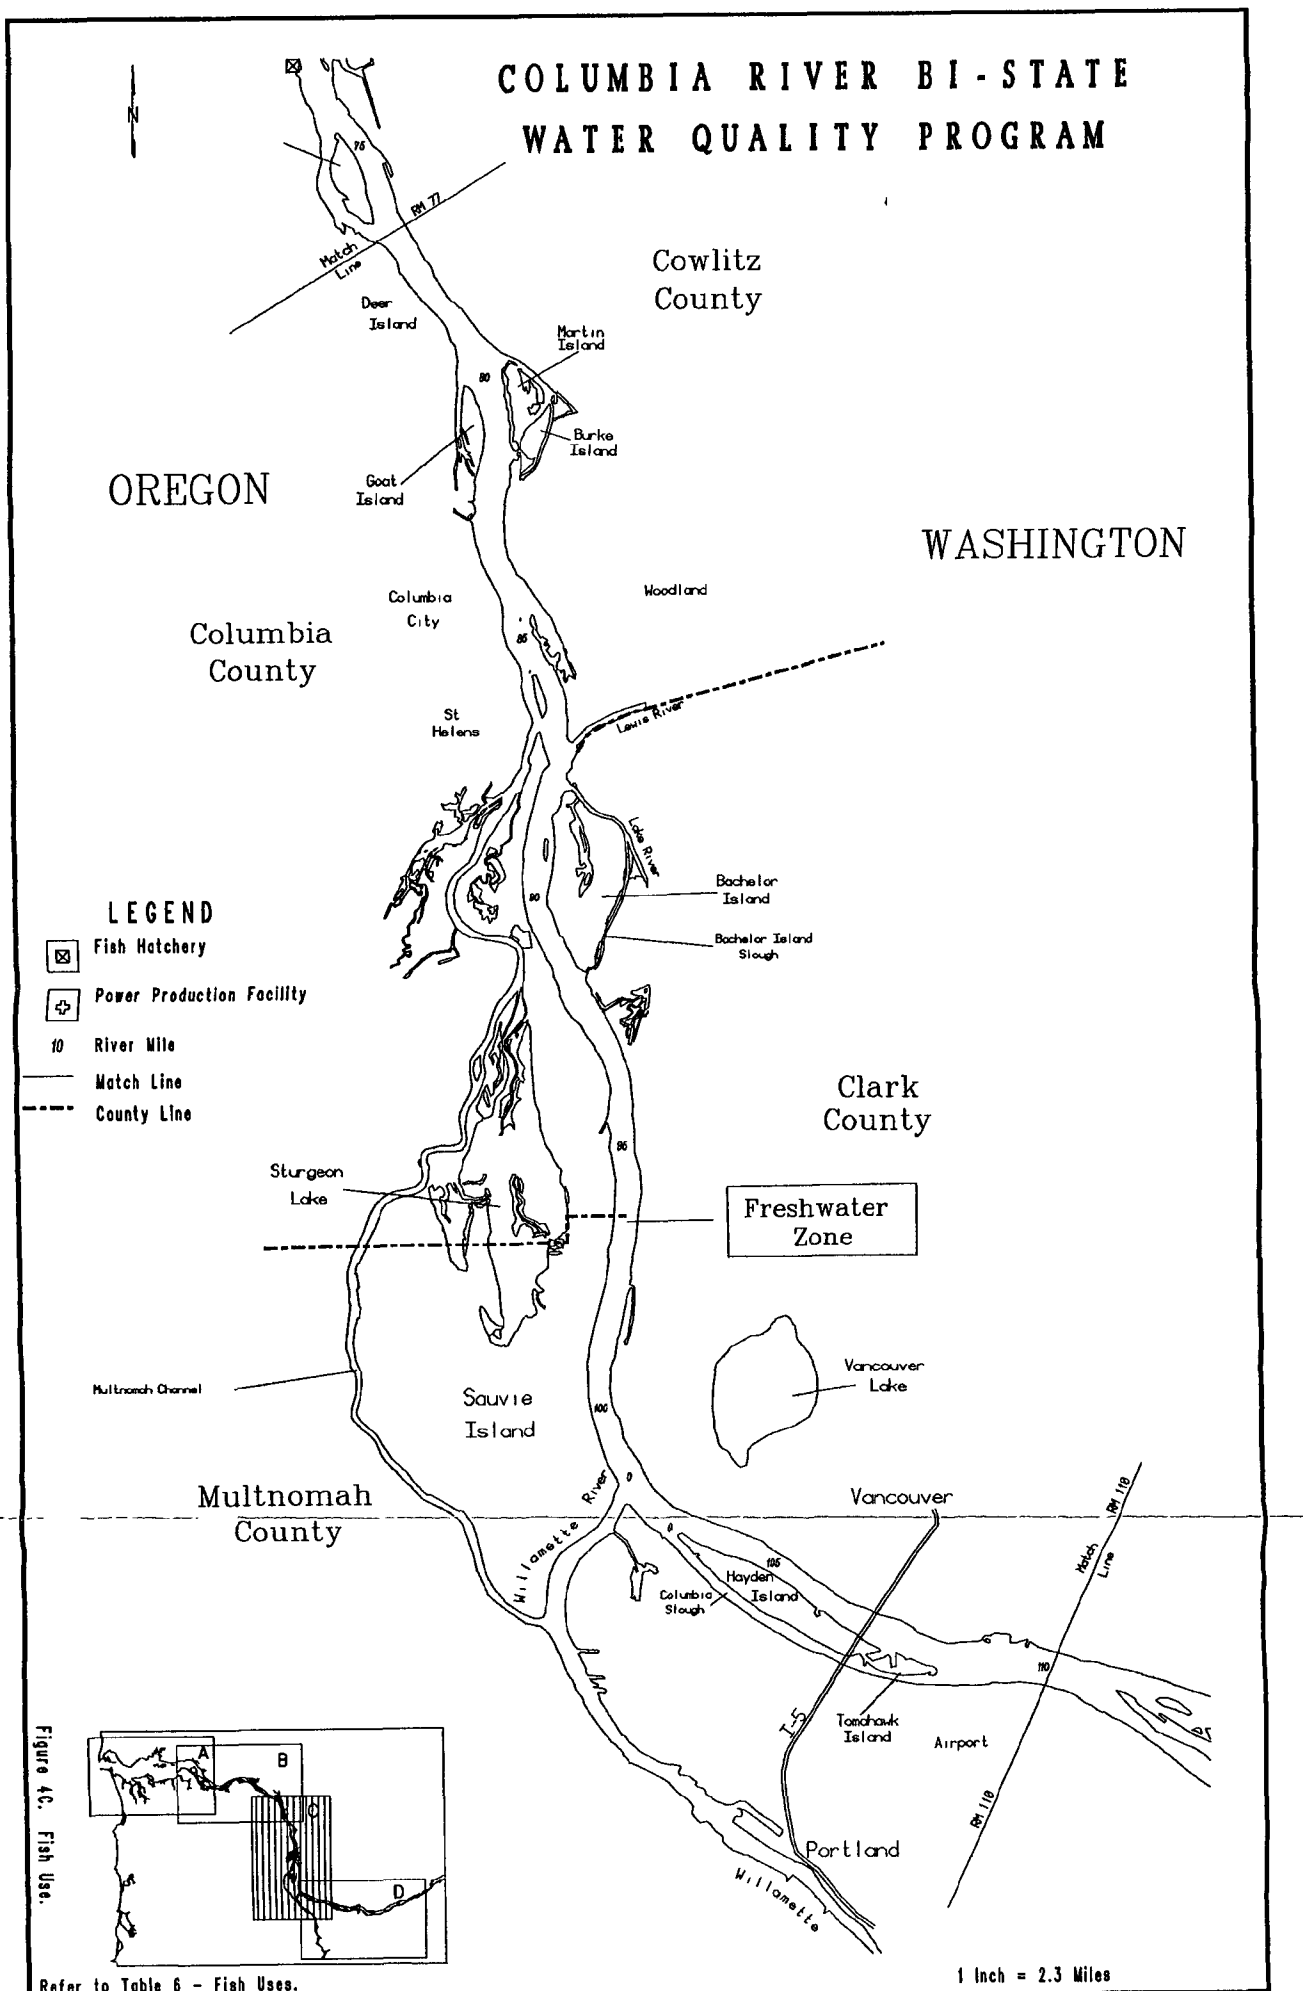 COLUMBIA RIVER BI-STATE
WATER QUALITY PROGRAM
N
75
RM 77
Match
Line
Cowlitz
County
Deer
Island
Martin
Island
80
Burke
Island
Goat
Island
OREGON
WASHINGTON
Columbia
City
Woodland
Columbia
County
85
St
Helens
Lewis River
Lake River
Bachelor
Island
90
Bachelor Island
Slough
LEGEND
Fish Hatchery
Power Production Facility
10 River Mile
Match Line
County Line
Clark
County
95
Sturgeon
Lake
Freshwater
Zone
Multnomah Channel
Sauvie
Island
Vancouver
Lake
100
Multnomah
County
Willamette River
0
0
Vancouver
RM 110
Match
Line
105
Hayden
Island
Columbia
Slough
110
I-5
Tomahawk
Island
Airport
RM 110
Portland
Willamette
Figure 4C. Fish Use.
A
B
C
D
Refer to Table 6 - Fish Uses.
1 Inch = 2.3 Miles